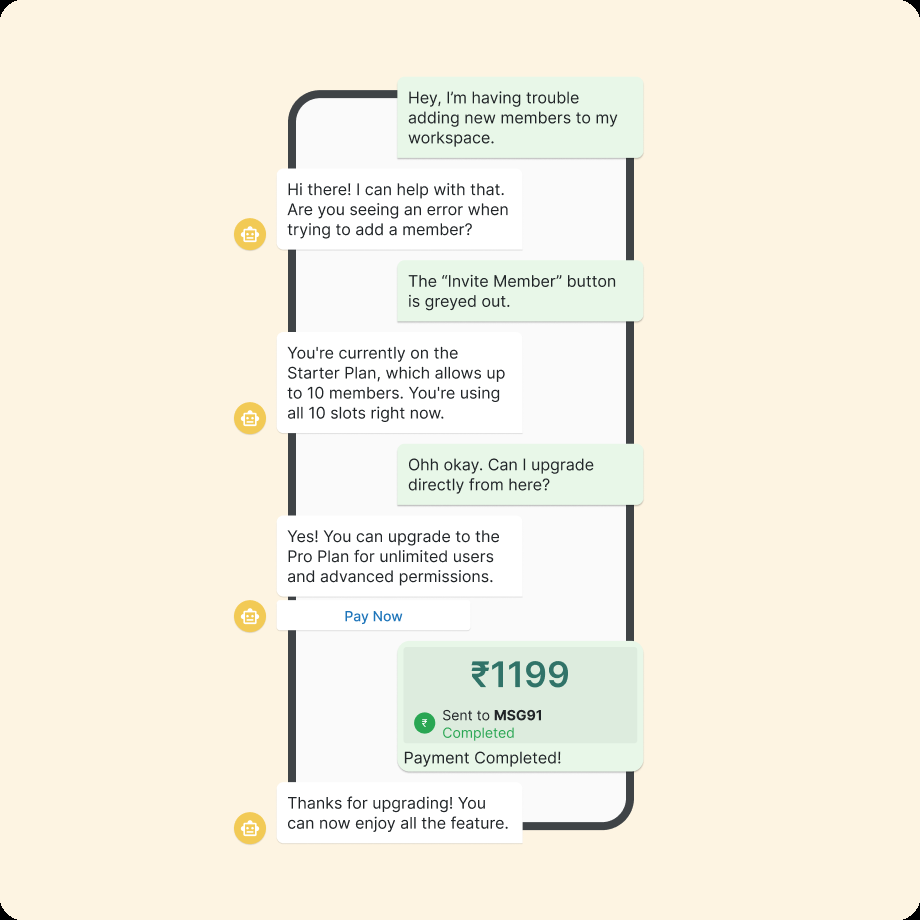 Hey, I’m having trouble
adding new members to my
workspace.
Hi there! I can help with that.
Are you seeing an error when
trying to add a member?
The “Invite Member” button
is greyed out.
You're currently on the
Starter Plan, which allows up
to 10 members. You're using
all 10 slots right now.
Ohh okay. Can I upgrade
directly from here?
Yes! You can upgrade to the
Pro Plan for unlimited users
and advanced permissions.
Pay Now
₹1199
₹
Sent to MSG91
Completed
Payment Completed!
Thanks for upgrading! You
can now enjoy all the feature.